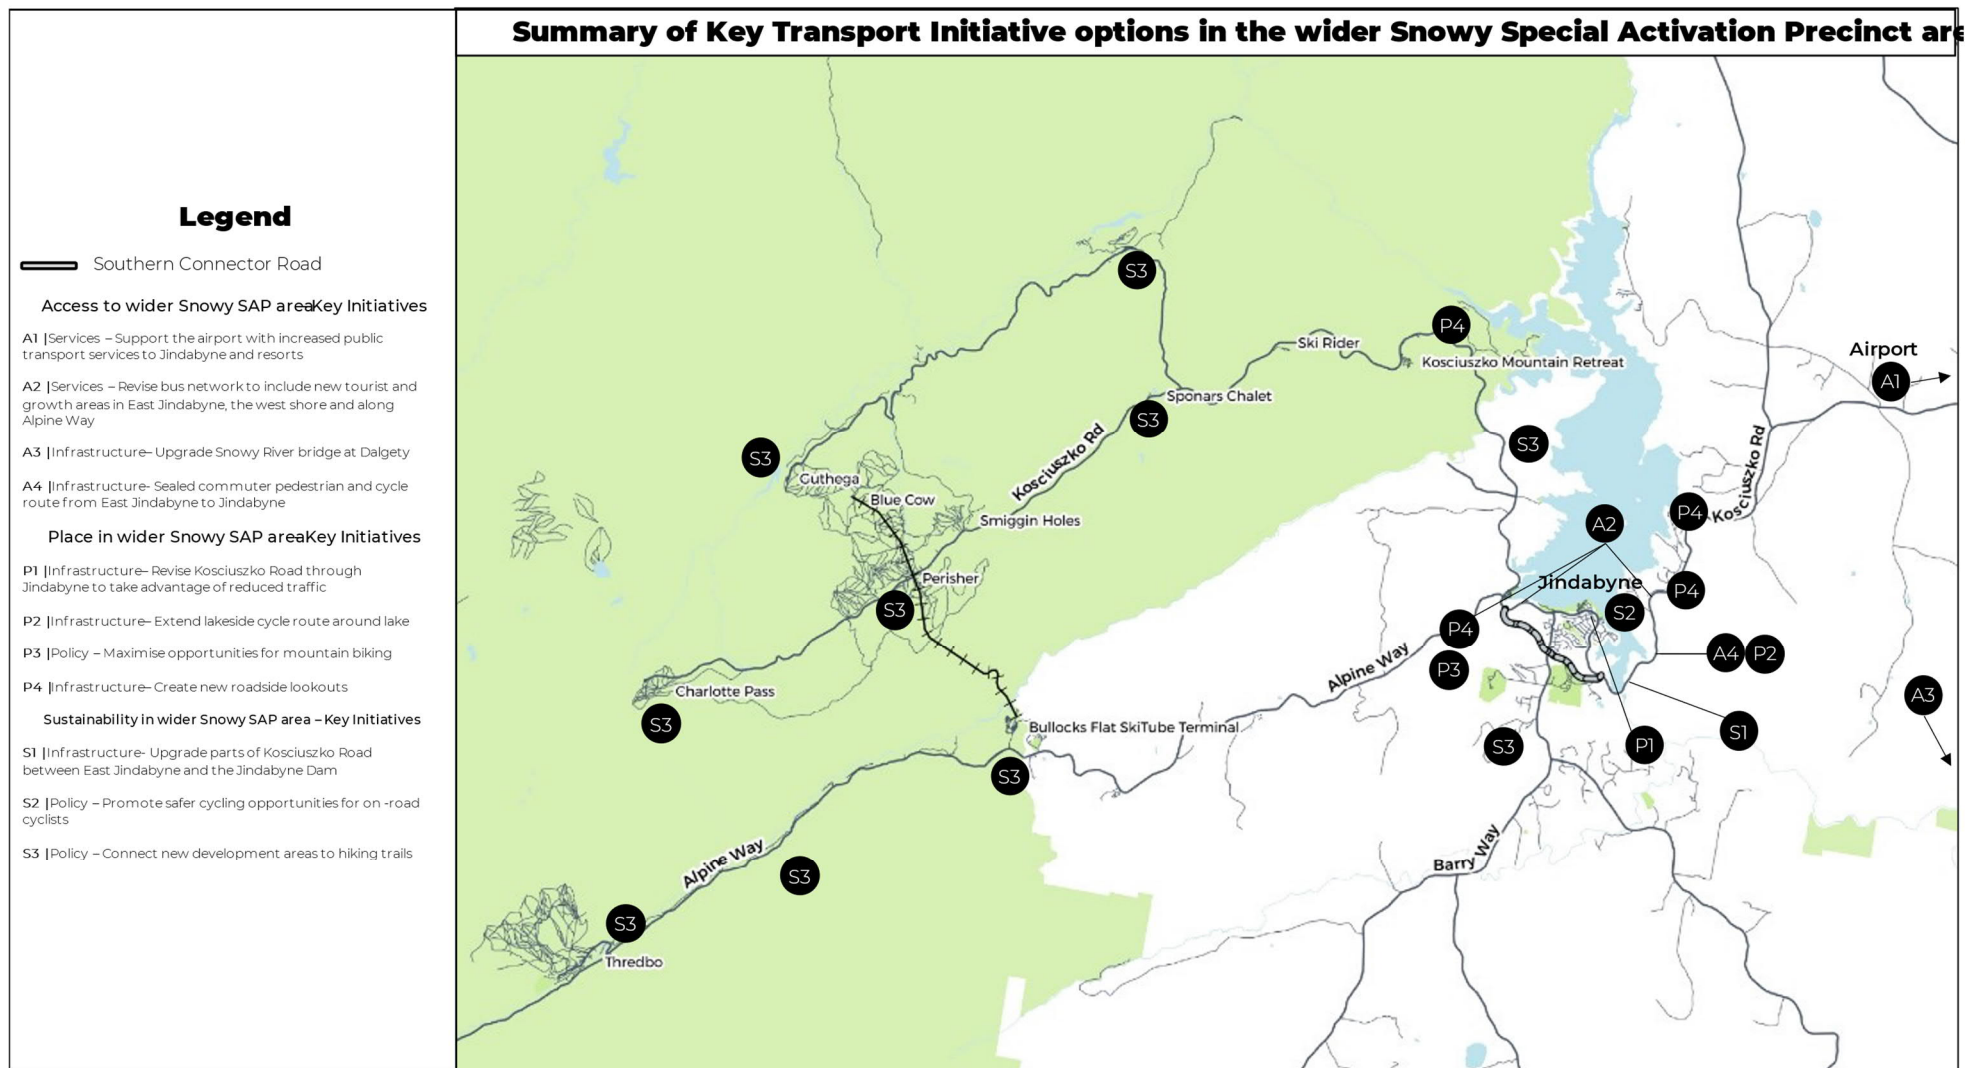 Summary of Key Transport Initiative options in the wider Snowy Special Activation Precinct are
Legend
Southern Connector Road
Access to wider Snowy SAP area–Key Initiatives
A1 |Services – Support the airport with increased public
transport services to Jindabyne and resorts
A2 |Services – Revise bus network to include new tourist and
growth areas in East Jindabyne, the west shore and along
Alpine Way
A3 |Infrastructure– Upgrade Snowy River bridge at Dalgety
A4 |Infrastructure- Sealed commuter pedestrian and cycle
route from East Jindabyne to Jindabyne
Place in wider Snowy SAP area–Key Initiatives
P1 |Infrastructure– Revise Kosciuszko Road through
Jindabyne to take advantage of reduced traffic
P2 |Infrastructure– Extend lakeside cycle route around lake
P3 |Policy – Maximise opportunities for mountain biking
P4 |Infrastructure– Create new roadside lookouts
Sustainability in wider Snowy SAP area – Key Initiatives
S1 |Infrastructure- Upgrade parts of Kosciuszko Road
between East Jindabyne and the Jindabyne Dam
S2 |Policy – Promote safer cycling opportunities for on -road
cyclists
S3 |Policy – Connect new development areas to hiking trails
S3
P4
Ski Rider
Kosciuszko Mountain Retreat
Airport
A1
Sponars Chalet
S3
Kosciuszko Rd
S3
Kosciuszko Rd
S3
Guthega
Blue Cow
Smiggin Holes
P4
A2
Perisher
S3
Jindabyne
P4
S2
P4
A4
P2
P3
Alpine Way
Charlotte Pass
S3
A3
Bullocks Flat SkiTube Terminal
S1
P1
S3
S3
Alpine Way
Barry Way
S3
S3
Thredbo